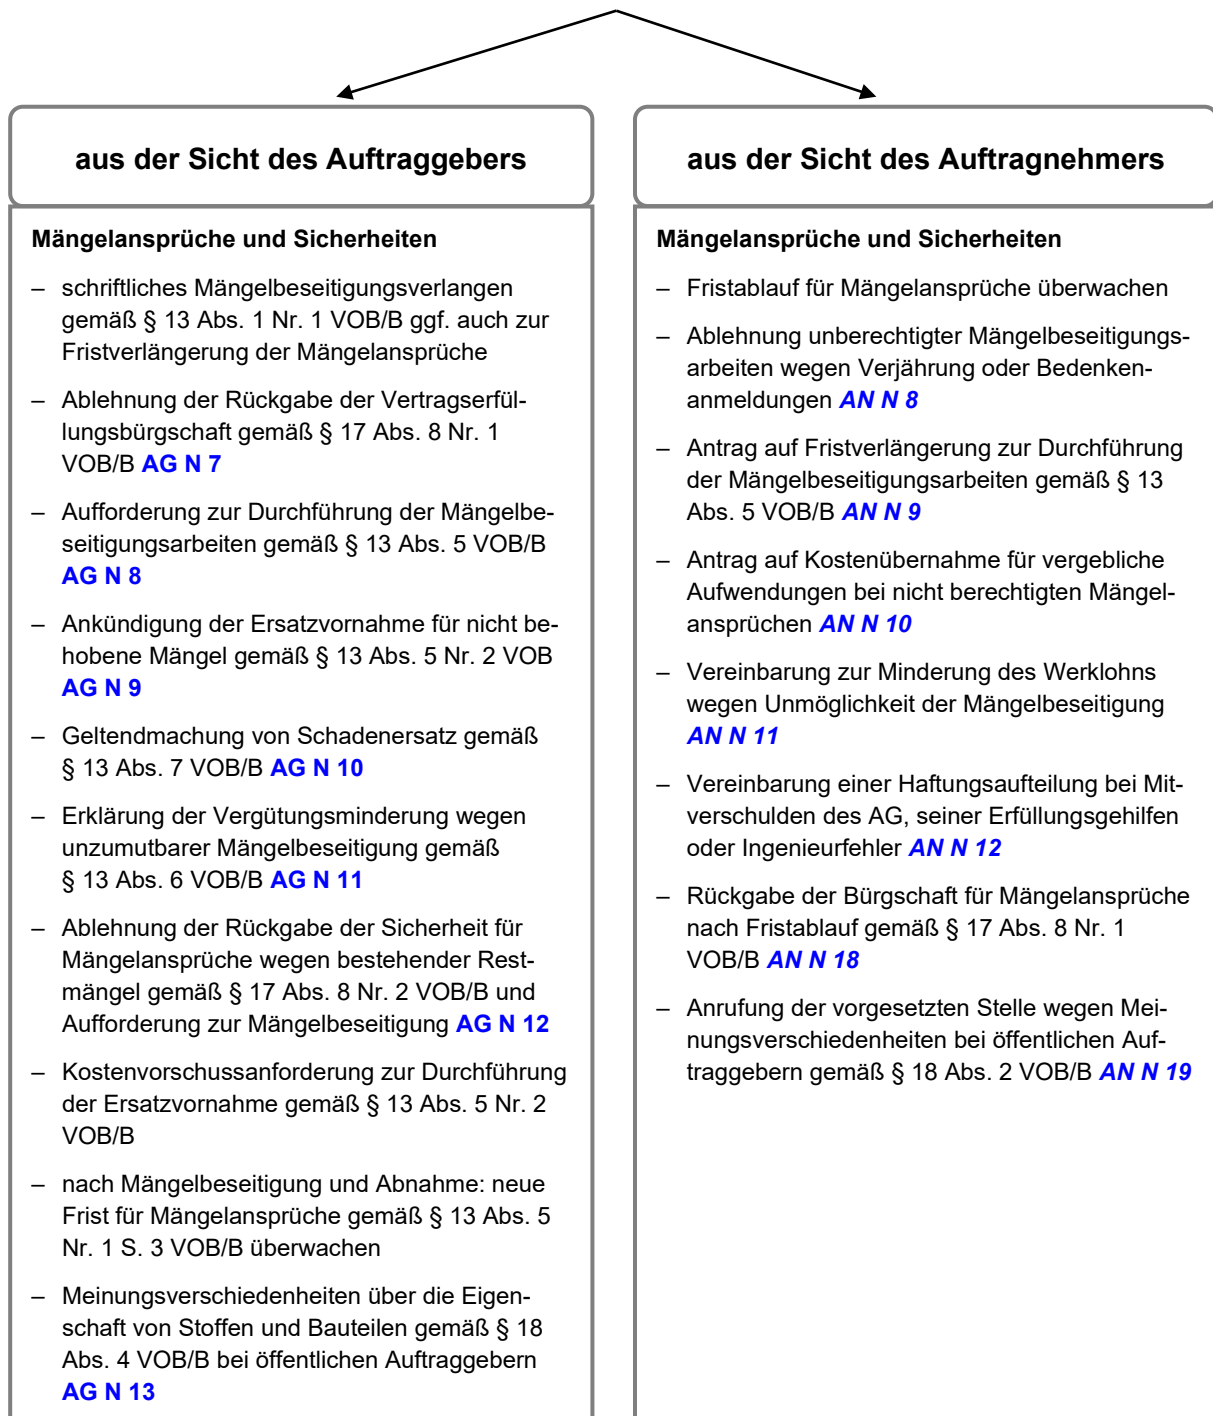 aus der Sicht des Auftraggebers
Mängelansprüche und Sicherheiten
– schriftliches Mängelbeseitigungsverlangen
gemäß § 13 Abs. 1 Nr. 1 VOB/B ggf. auch zur
Fristverlängerung der Mängelansprüche
– Ablehnung der Rückgabe der Vertragserfül-
lungsbürgschaft gemäß § 17 Abs. 8 Nr. 1
VOB/B AG N 7
– Aufforderung zur Durchführung der Mängelbe-
seitigungsarbeiten gemäß § 13 Abs. 5 VOB/B
AG N 8
– Ankündigung der Ersatzvornahme für nicht be-
hobene Mängel gemäß § 13 Abs. 5 Nr. 2 VOB
AG N 9
– Geltendmachung von Schadenersatz gemäß
§ 13 Abs. 7 VOB/B AG N 10
– Erklärung der Vergütungsminderung wegen
unzumutbarer Mängelbeseitigung gemäß
§ 13 Abs. 6 VOB/B AG N 11
– Ablehnung der Rückgabe der Sicherheit für
Mängelansprüche wegen bestehender Rest-
mängel gemäß § 17 Abs. 8 Nr. 2 VOB/B und
Aufforderung zur Mängelbeseitigung AG N 12
– Kostenvorschussanforderung zur Durchführung
der Ersatzvornahme gemäß § 13 Abs. 5 Nr. 2
VOB/B
– nach Mängelbeseitigung und Abnahme: neue
Frist für Mängelansprüche gemäß § 13 Abs. 5
Nr. 1 S. 3 VOB/B überwachen
– Meinungsverschiedenheiten über die Eigen-
schaft von Stoffen und Bauteilen gemäß § 18
Abs. 4 VOB/B bei öffentlichen Auftraggebern
AG N 13
aus der Sicht des Auftragnehmers
Mängelansprüche und Sicherheiten
– Fristablauf für Mängelansprüche überwachen
– Ablehnung unberechtigter Mängelbeseitigungs-
arbeiten wegen Verjährung oder Bedenken-
anmeldungen AN N 8
– Antrag auf Fristverlängerung zur Durchführung
der Mängelbeseitigungsarbeiten gemäß § 13
Abs. 5 VOB/B AN N 9
– Antrag auf Kostenübernahme für vergebliche
Aufwendungen bei nicht berechtigten Mängel-
ansprüchen AN N 10
– Vereinbarung zur Minderung des Werklohns
wegen Unmöglichkeit der Mängelbeseitigung
AN N 11
– Vereinbarung einer Haftungsaufteilung bei Mit-
verschulden des AG, seiner Erfüllungsgehilfen
oder Ingenieurfehler AN N 12
– Rückgabe der Bürgschaft für Mängelansprüche
nach Fristablauf gemäß § 17 Abs. 8 Nr. 1
VOB/B AN N 18
– Anrufung der vorgesetzten Stelle wegen Mei-
nungsverschiedenheiten bei öffentlichen Auf-
traggebern gemäß § 18 Abs. 2 VOB/B AN N 19